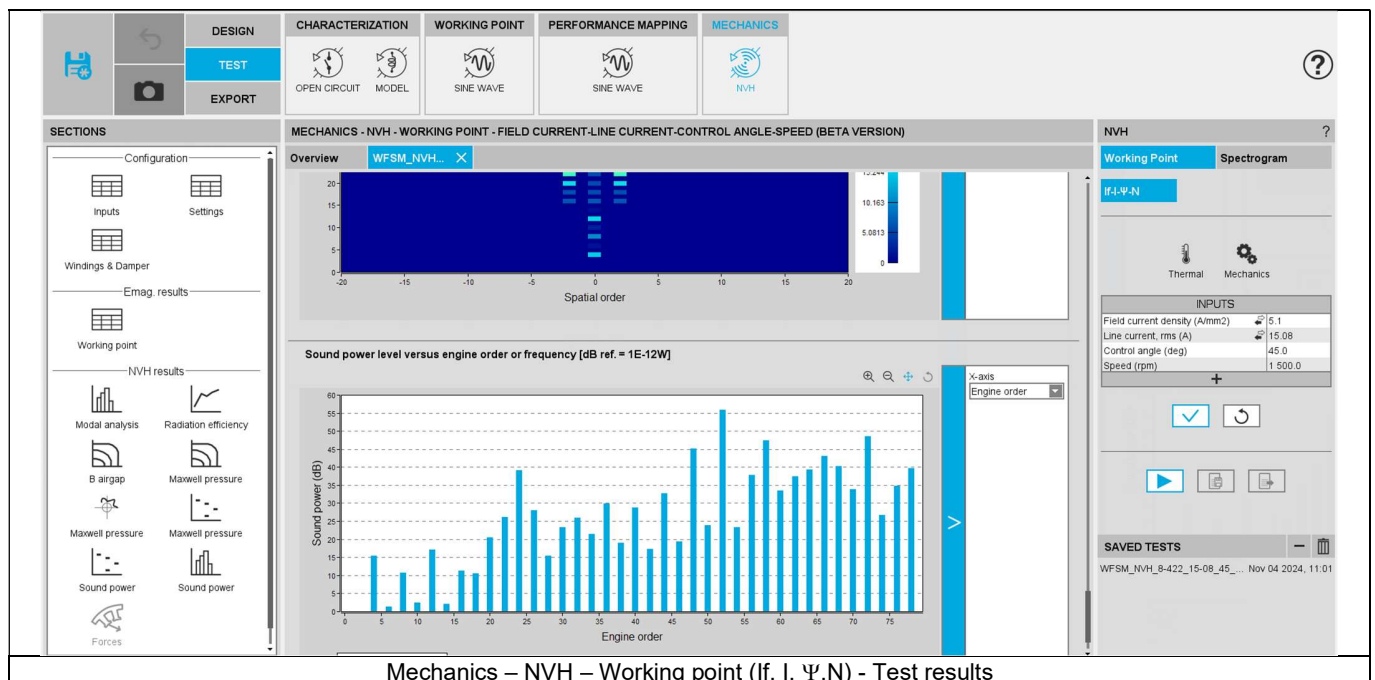 DESIGN
TEST
EXPORT
CHARACTERIZATION
OPEN CIRCUIT MODEL
WORKING POINT
SINE WAVE
PERFORMANCE MAPPING
SINE WAVE
MECHANICS
NVH
?
SECTIONS
Configuration
Inputs Settings
Windings & Damper
Emag. results
Working point
NVH results
Modal analysis Radiation efficiency
B airgap Maxwell pressure
Maxwell pressure Maxwell pressure
Sound power Sound power
Forces
MECHANICS - NVH - WORKING POINT - FIELD CURRENT-LINE CURRENT-CONTROL ANGLE-SPEED (BETA VERSION)
Overview WFSM_NVH... X
20
15
10
5
0
-20 -15 -10 -5 0 5 10 15 20
Spatial order
15.244
10.163
5.0813
0
Sound power level versus engine order or frequency [dB ref. = 1E-12W]
60
55
50
45
40
35
30
25
20
15
10
5
0
Sound power (dB)
0 5 10 15 20 25 30 35 40 45 50 55 60 65 70 75
Engine order
>
X-axis
Engine order
NVH ?
Working Point Spectrogram
If-I-Ψ-N
Thermal Mechanics
INPUTS
Field current density (A/mm2) 5.1
Line current, rms (A) 15.08
Control angle (deg) 45.0
Speed (rpm) 1 500.0
+
SAVED TESTS
WFSM_NVH_8-422_15-08_45_... Nov 04 2024, 11:01
Mechanics – NVH – Working point (If, I, Ψ,N) - Test results